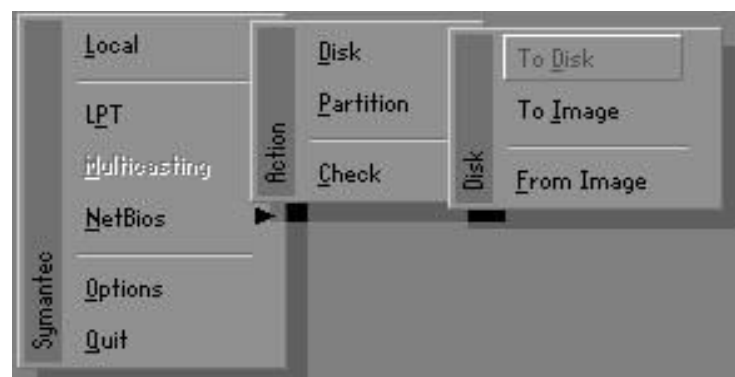 Symantec
Local
LPT
Multicasting
NetBios
Options
Quit
Action
Disk
Partition
Check
Disk
To Disk
To Image
From Image